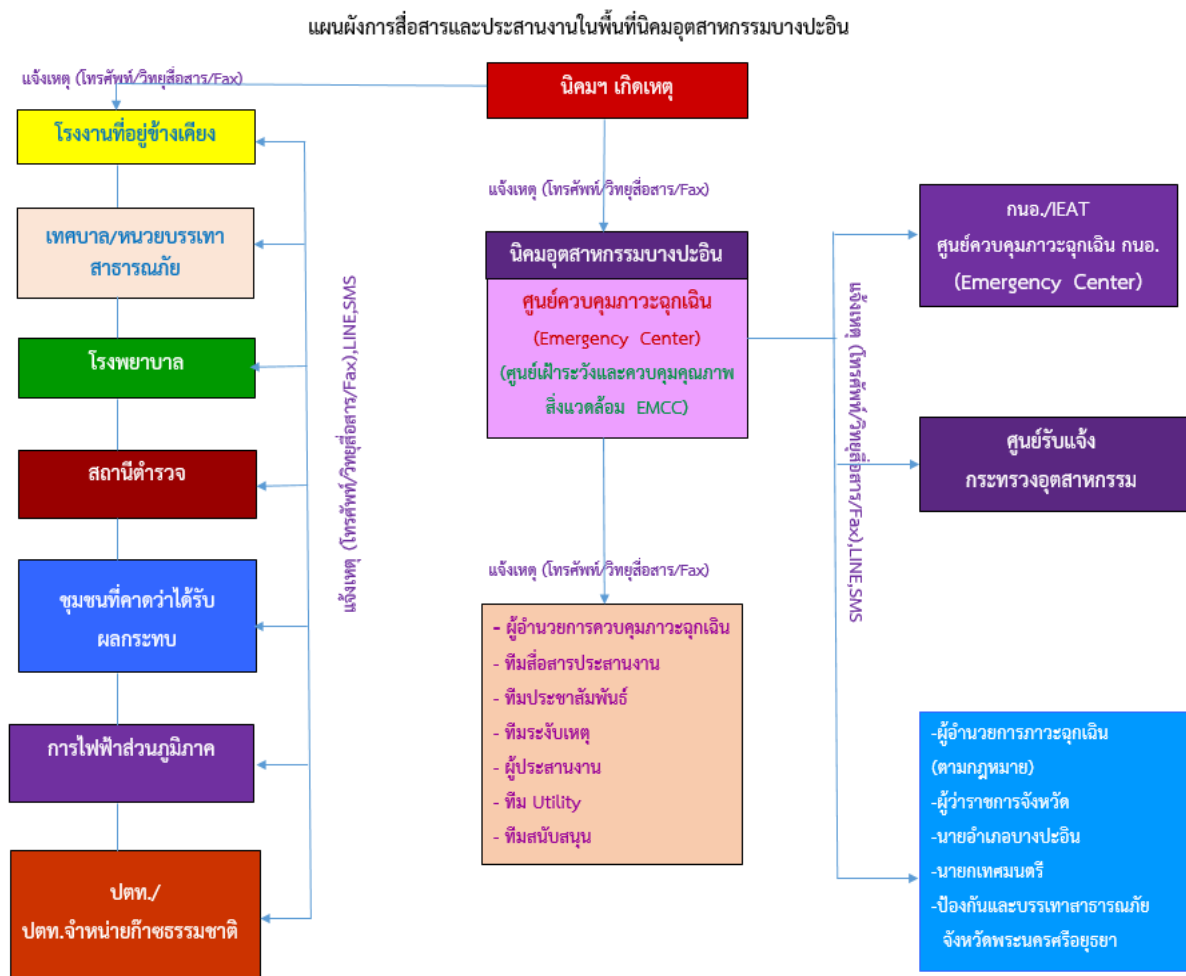 แผนผังการสื่อสารและประสานงานในพื้นที่นิคมอุตสาหกรรมบางปะอิน
แจ้งเหตุ (โทรศัพท์/วิทยุสื่อสาร/Fax)
นิคมฯ เกิดเหตุ
โรงงานที่อยู่ข้างเคียง
เทศบาล/หนวยบรรเทา
สาธารณภัย
โรงพยาบาล
สถานีตำรวจ
ชุมชนที่คาดว่าได้รับ
ผลกระทบ
การไฟฟ้าส่วนภูมิภาค
ปตท./
ปตท.จำหน่ายก๊าซธรรมชาติ
แจ้งเหตุ (โทรศัพท์/วิทยุสื่อสาร/Fax),LINE,SMS
แจ้งเหตุ (โทรศัพท์/วิทยุสื่อสาร/Fax)
นิคมอุตสาหกรรมบางปะอิน
ศูนย์ควบคุมภาวะฉุกเฉิน
(Emergency Center)
(ศูนย์เฝ้าระวังและควบคุมคุณภาพ
สิ่งแวดล้อม EMCC)
แจ้งเหตุ (โทรศัพท์/วิทยุสื่อสาร/Fax)
- ผู้อำนวยการควบคุมภาวะฉุกเฉิน
- ทีมสื่อสารประสานงาน
- ทีมประชาสัมพันธ์
- ทีมระงับเหตุ
- ผู้ประสานงาน
- ทีม Utility
- ทีมสนับสนุน
แจ้งเหตุ (โทรศัพท์/วิทยุสื่อสาร/Fax),LINE,SMS
กนอ./IEAT
ศูนย์ควบคุมภาวะฉุกเฉิน กนอ.
(Emergency Center)
ศูนย์รับแจ้ง
กระทรวงอุตสาหกรรม
-ผู้อำนวยการภาวะฉุกเฉิน
(ตามกฎหมาย)
-ผู้ว่าราชการจังหวัด
-นายอำเภอบางปะอิน
-นายกเทศมนตรี
-ป้องกันและบรรเทาสาธารณภัย
จังหวัดพระนครศรีอยุธยา